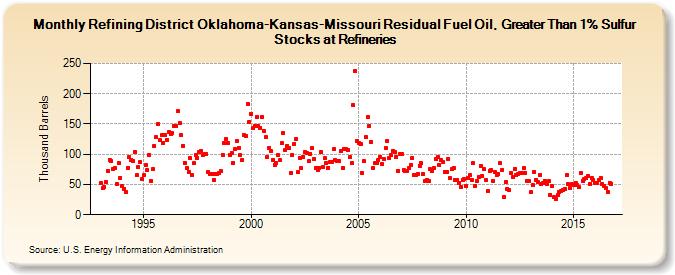 Monthly Refining District Oklahoma-Kansas-Missouri Residual Fuel Oil, Greater Than 1% Sulfur
Stocks at Refineries
Thousand Barrels
250
200
150
100
50
0
1995
2000
2005
2010
2015
Source: U.S. Energy Information Administration